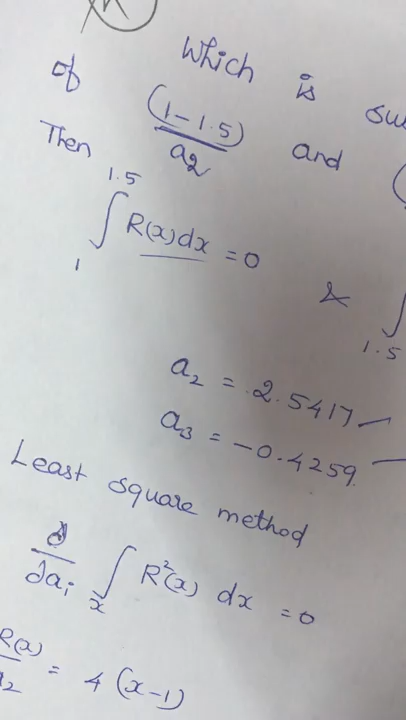 Which is
of (1-1.5)/a₂ and
Then
∫₁^1.5 R(x)dx = 0 & ∫1.5
a₂ = 2.5417
a₃ = -0.4259
Least square method
∂/∂aᵢ ∫ₓ R²(x) dx = 0
R(x) = 4 (x-1)